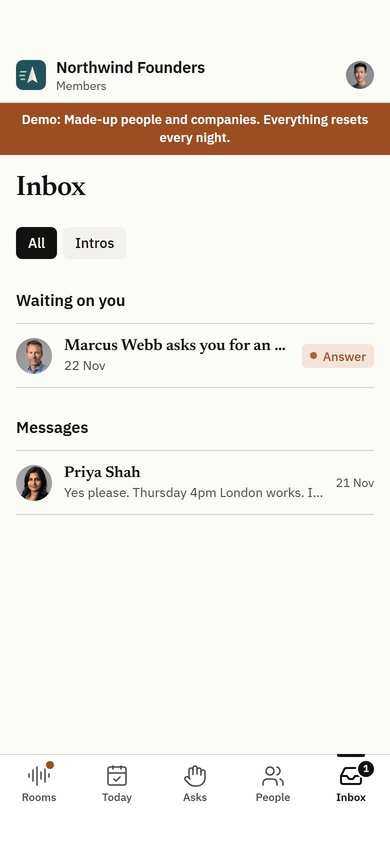 Northwind Founders
Members
Demo: Made-up people and companies. Everything resets
every night.
Inbox
All
Intros
Waiting on you
Marcus Webb asks you for an ...
22 Nov
Answer
Messages
Priya Shah
Yes please. Thursday 4pm London works. I...
21 Nov
Rooms
Today
Asks
People
1
Inbox